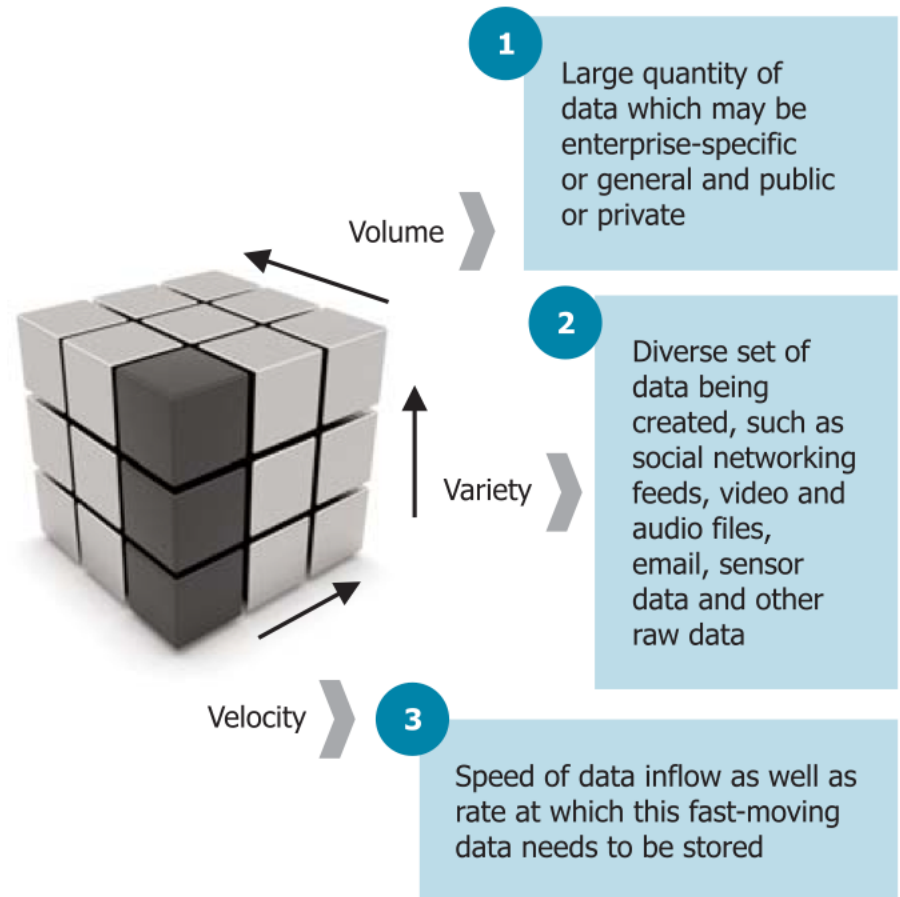 1
Large quantity of
data which may be
enterprise-specific
or general and public
or private
Volume
2
Diverse set of
data being
created, such as
social networking
feeds, video and
audio files,
email, sensor
data and other
raw data
Variety
Velocity
3
Speed of data inflow as well as
rate at which this fast-moving
data needs to be stored